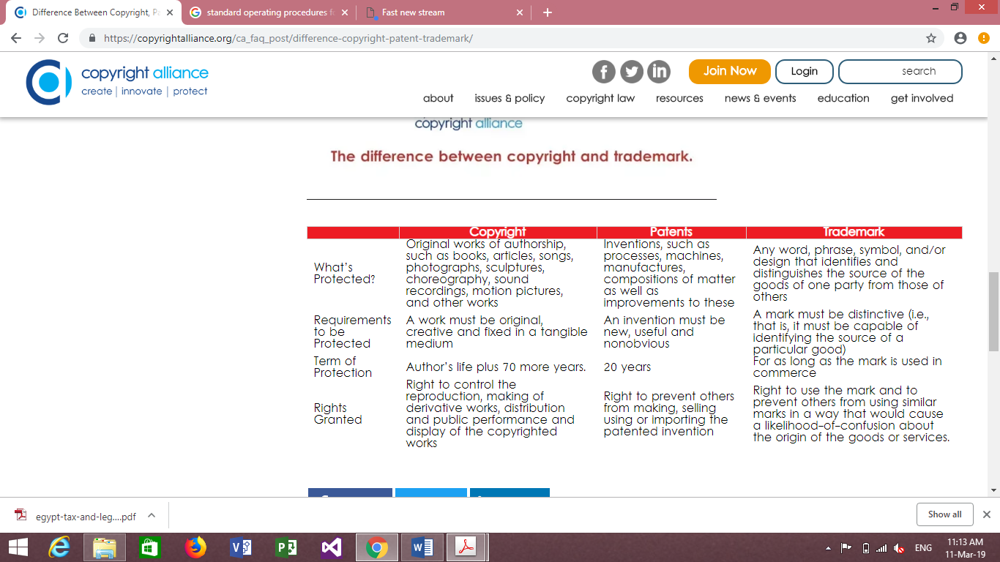 Difference Between Copyright, Pa
standard operating procedures fo
Fast new stream
https://copyrightalliance.org/ca_faq_post/difference-copyright-patent-trademark/
copyright alliance
create | innovate | protect
Join Now
Login
search
about
issues & policy
copyright law
resources
news & events
education
get involved
copyright alliance
The difference between copyright and trademark.
Copyright
Patents
Trademark
What's
Protected?
Original works of authorship,
such as books, articles, songs,
photographs, sculptures,
choreography, sound
recordings, motion pictures,
and other works
Inventions, such as
processes, machines,
manufactures,
compositions of matter
as well as
improvements to these
Any word, phrase, symbol, and/or
design that identifies and
distinguishes the source of the
goods of one party from those of
others
Requirements
to be
Protected
A work must be original,
creative and fixed in a tangible
medium
An invention must be
new, useful and
nonobvious
A mark must be distinctive (i.e.,
that is, it must be capable of
identifying the source of a
particular good)
Term of
Protection
Author's life plus 70 more years.
20 years
For as long as the mark is used in
commerce
Rights
Granted
Right to control the
reproduction, making of
derivative works, distribution
and public performance and
display of the copyrighted
works
Right to prevent others
from making, selling
using or importing the
patented invention
Right to use the mark and to
prevent others from using similar
marks in a way that would cause
a likelihood-of-confusion about
the origin of the goods or services.
egypt-tax-and-leg....pdf
Show all
ENG
11:13 AM
11-Mar-19